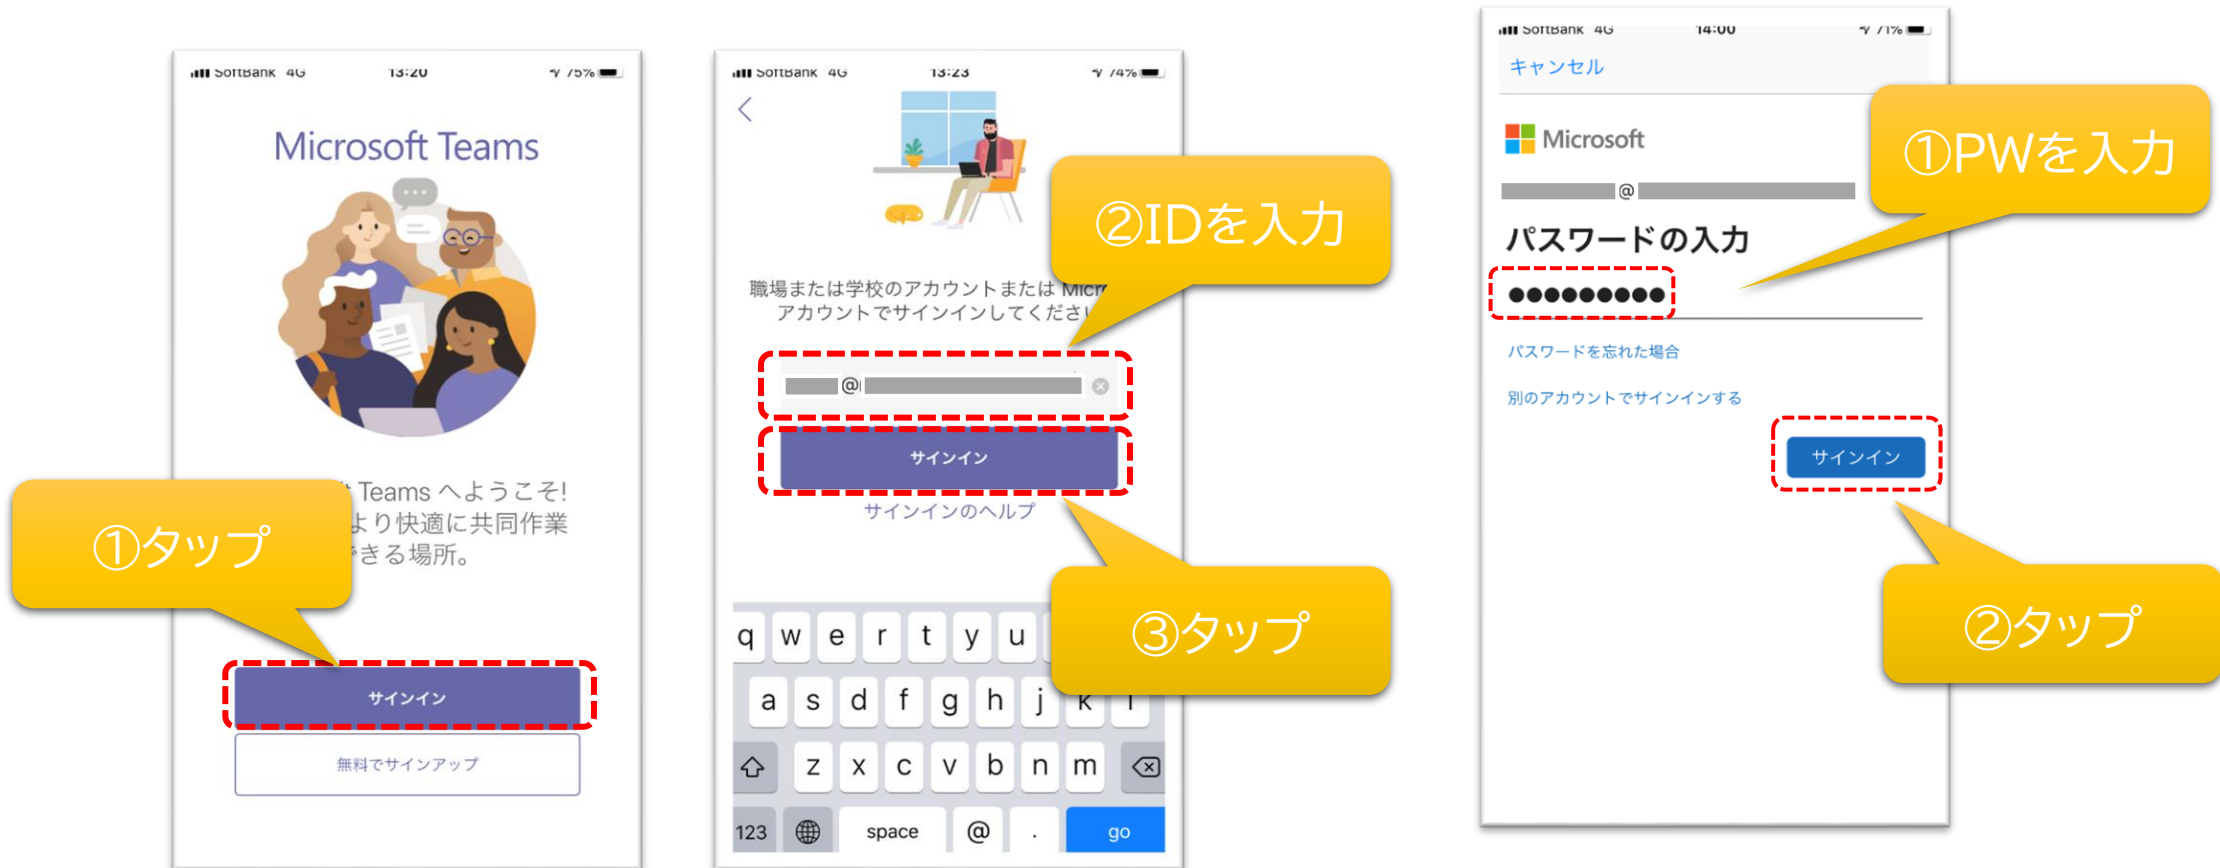 SoftBank 4G 13:20 75%
Microsoft Teams
Teams へようこそ!
より快適に共同作業
できる場所。
①タップ
サインイン
無料でサインアップ
SoftBank 4G 13:23 74%
②IDを入力
職場または学校のアカウントまたは Micro
アカウントでサインインしてください
@
サインイン
サインインのヘルプ
③タップ
q w e r t y u
a s d f g h j k l
z x c v b n m
123 space @ . go
SoftBank 4G 14:00 71%
キャンセル
①PWを入力
Microsoft
@
パスワードの入力
●●●●●●●●●
パスワードを忘れた場合
別のアカウントでサインインする
サインイン
②タップ